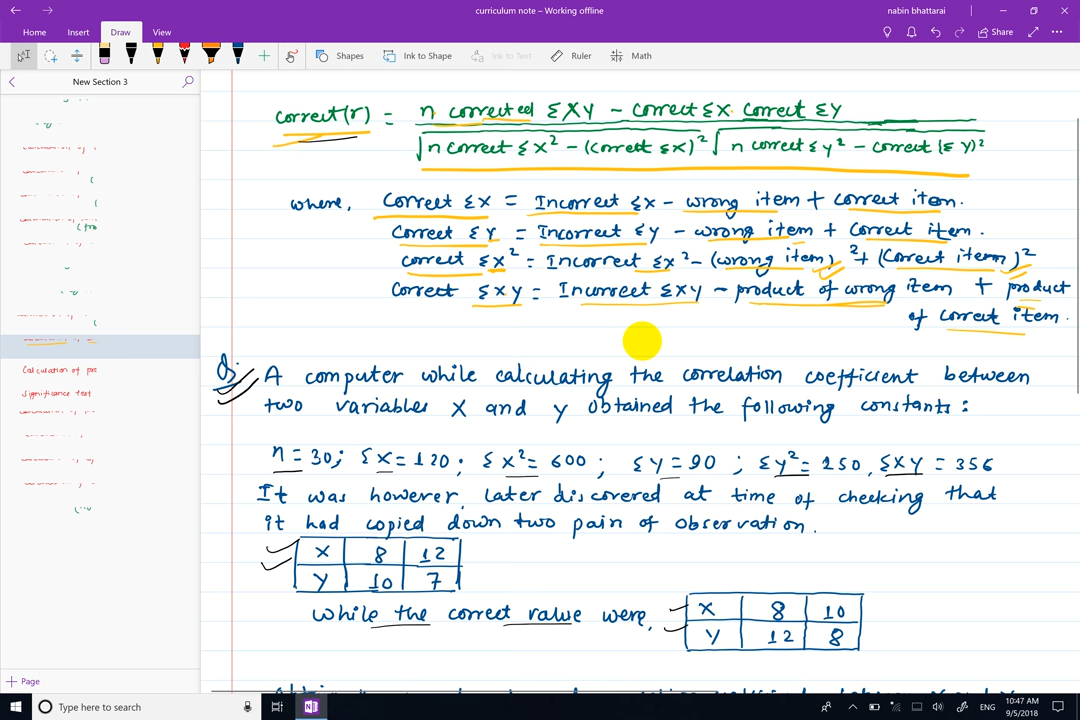 curriculum note – Working offline
nabin bhattarai
Home Insert Draw View
Share
Shapes Ink to Shape Ink to Text Ruler Math
New Section 3
Calculation of pre
Significance test
Page
correct(r) = n corrected ΣXY – correct ΣX. correct ΣY
√n correct ΣX² – (correct ΣX)² √n correct ΣY² – correct (ΣY)²
where, Correct ΣX = Incorrect ΣX – wrong item + correct item.
Correct ΣY = Incorrect ΣY – wrong item + Correct item.
correct ΣX² = Incorrect ΣX² – (wrong item)² + (Correct item)²
Correct ΣXY = Incorrect ΣXY – product of wrong item + product
of correct item.
Q; A computer while calculating the correlation coefficient between
two variables X and Y obtained the following constants:
n = 30; ΣX = 120; ΣX² = 600; ΣY = 90; ΣY² = 250, ΣXY = 356
It was however, later discovered at time of checking that
it had copied down two pain of observation.
X 8 12
Y 10 7
While the correct value were,
X 8 10
Y 12 8
Type here to search
ENG
10:47 AM
9/5/2018